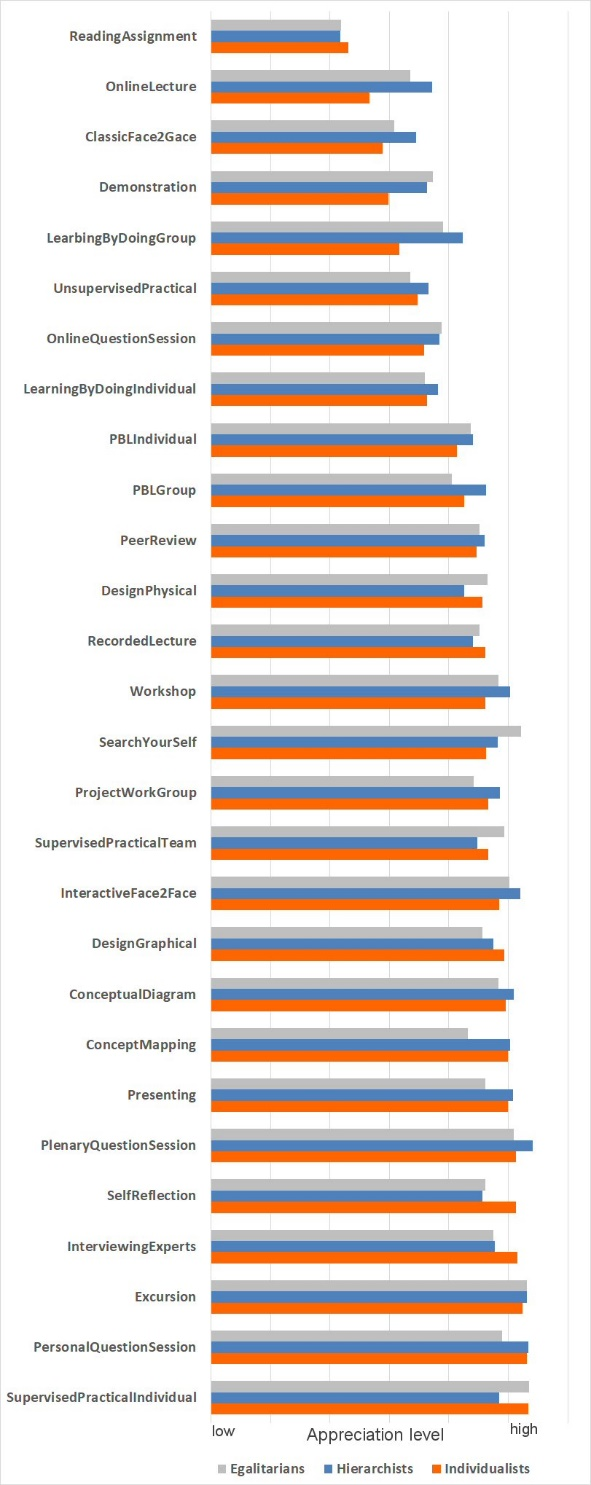 ReadingAssignment
OnlineLecture
ClassicFace2Gace
Demonstration
LearbingByDoingGroup
UnsupervisedPractical
OnlineQuestionSession
LearningByDoingIndividual
PBLIndividual
PBLGroup
PeerReview
DesignPhysical
RecordedLecture
Workshop
SearchYourSelf
ProjectWorkGroup
SupervisedPracticalTeam
InteractiveFace2Face
DesignGraphical
ConceptualDiagram
ConceptMapping
Presenting
PlenaryQuestionSession
SelfReflection
InterviewingExperts
Excursion
PersonalQuestionSession
SupervisedPracticalIndividual
low Appreciation level high
Egalitarians Hierarchists Individualists